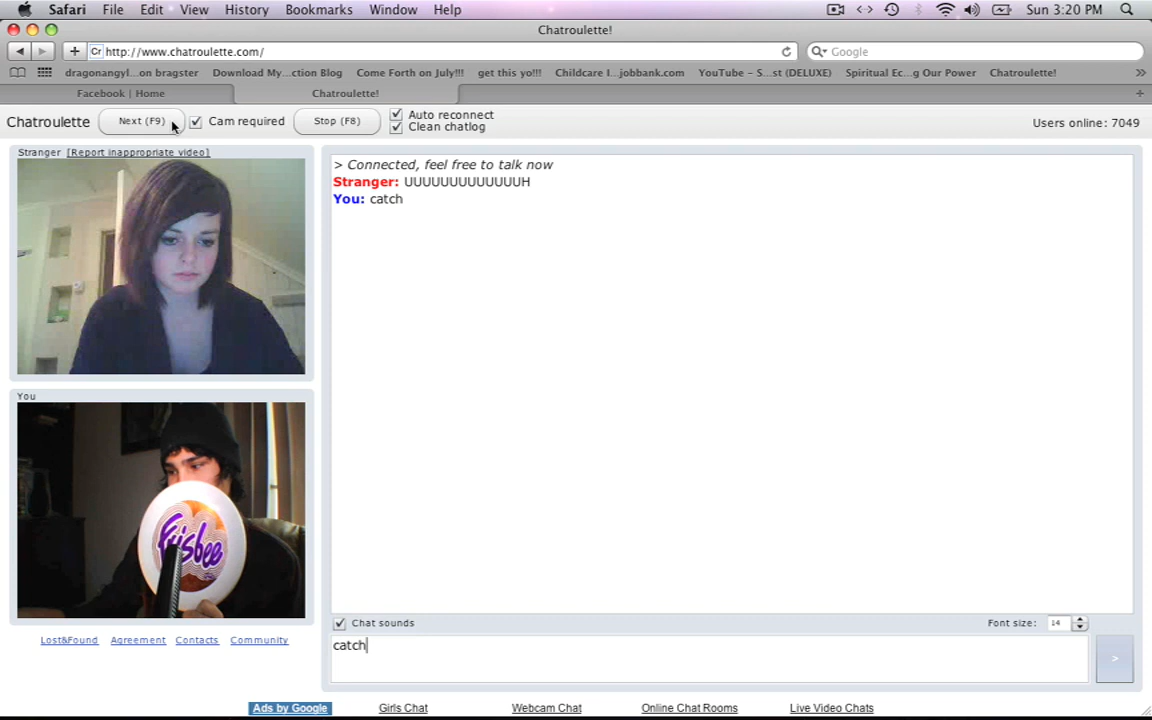 Safari File Edit View History Bookmarks Window Help Sun 3:20 PM
Chatroulette!
Cr http://www.chatroulette.com/ Google
dragonangyl...on bragster Download My...ction Blog Come Forth on July!!! get this yo!!! Childcare I...jobbank.com YouTube - S...st (DELUXE) Spiritual Ec...g Our Power Chatroulette! »
Facebook | Home Chatroulette! +
Chatroulette Next (F9) Cam required Stop (F8) Auto reconnect
Clean chatlog
Users online: 7049
Stranger [Report inappropriate video]
> Connected, feel free to talk now
Stranger: UUUUUUUUUUUUUH
You: catch
You
Frisbee
Lost&Found Agreement Contacts Community
Chat sounds Font size: 14
catch
>
Ads by Google Girls Chat Webcam Chat Online Chat Rooms Live Video Chats